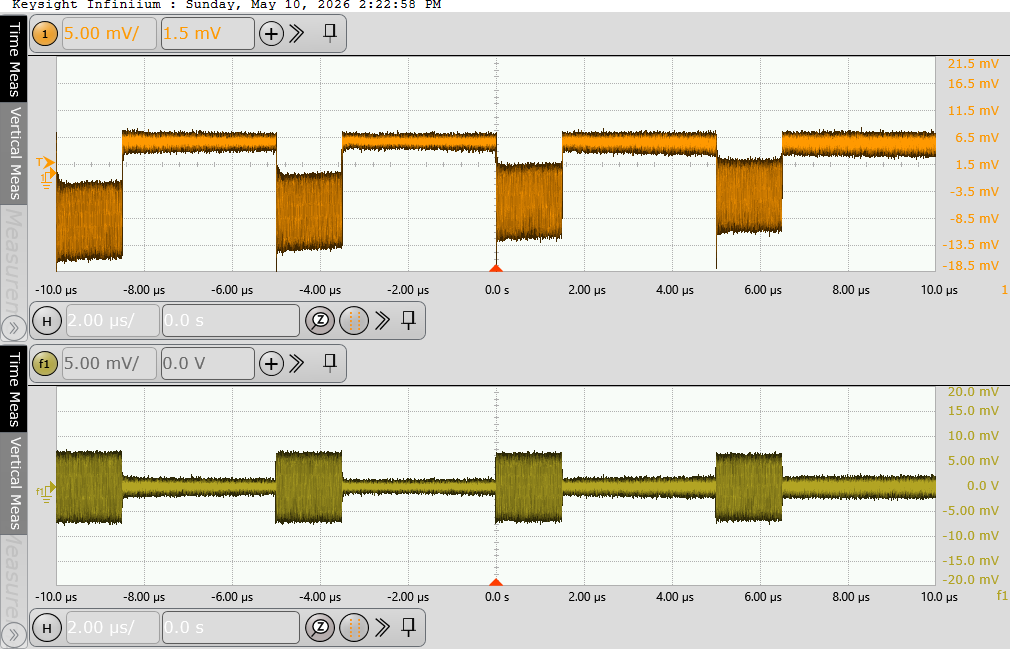 Keysight Infiniium : Sunday, May 10, 2026 2:22:58 PM
Time Meas
Vertical Meas
1
5.00 mV/
1.5 mV
21.5 mV
16.5 mV
11.5 mV
6.5 mV
1.5 mV
-3.5 mV
-8.5 mV
-13.5 mV
-18.5 mV
T
-10.0 µs -8.00 µs -6.00 µs -4.00 µs -2.00 µs 0.0 s 2.00 µs 4.00 µs 6.00 µs 8.00 µs 10.0 µs 1
H 2.00 µs/ 0.0 s Z
Time Meas
Vertical Meas
f1
5.00 mV/
0.0 V
20.0 mV
15.0 mV
10.0 mV
5.00 mV
0.0 V
-5.00 mV
-10.0 mV
-15.0 mV
-20.0 mV
f1
-10.0 µs -8.00 µs -6.00 µs -4.00 µs -2.00 µs 0.0 s 2.00 µs 4.00 µs 6.00 µs 8.00 µs 10.0 µs f1
H 2.00 µs/ 0.0 s Z